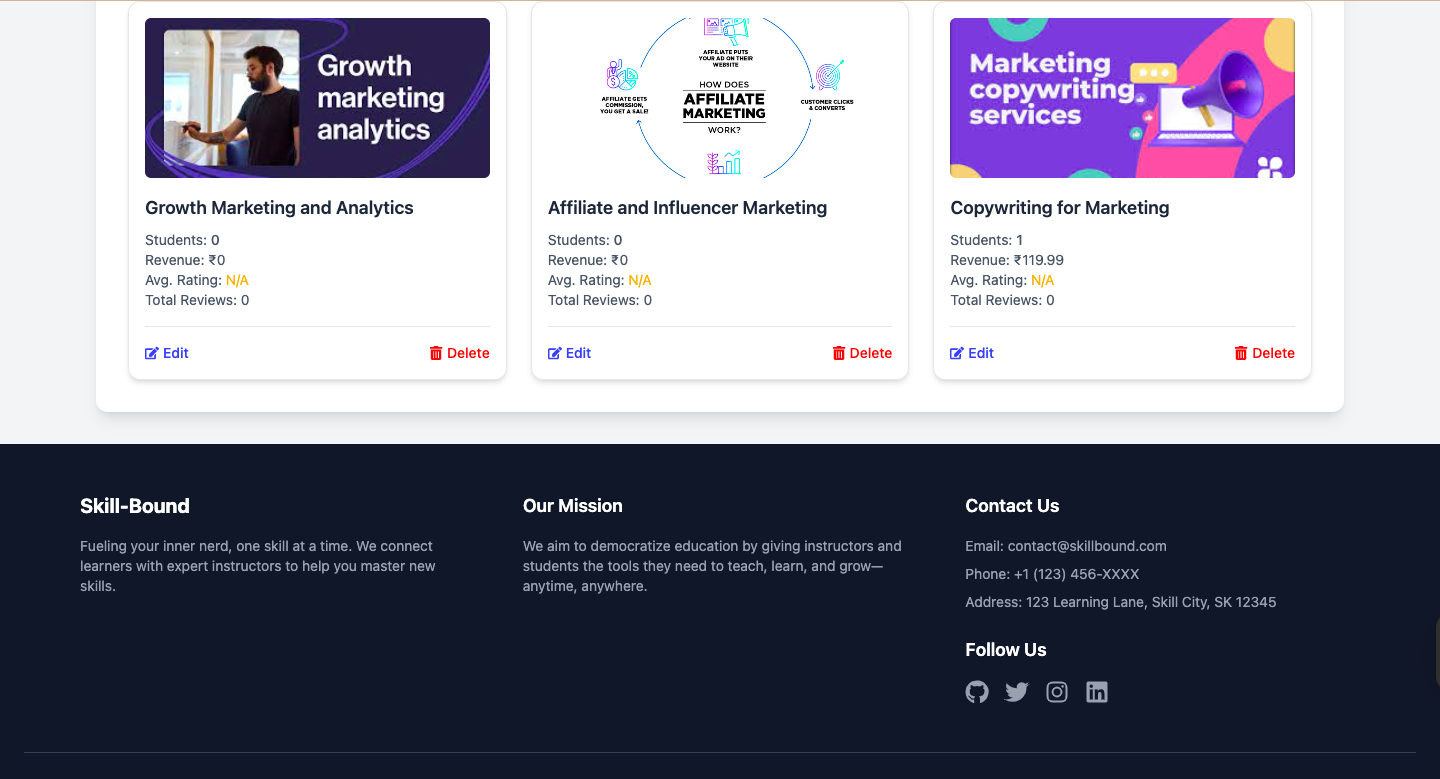 Growth
marketing
analytics
Growth Marketing and Analytics
Students: 0
Revenue: ₹0
Avg. Rating: N/A
Total Reviews: 0
Edit
Delete
AFFILIATE PUTS
YOUR AD ON THEIR
WEBSITE
AFFILIATE GETS
COMMISSION,
YOU GET A SALE!
HOW DOES
AFFILIATE
MARKETING
WORK?
CUSTOMER CLICKS
& CONVERTS
Affiliate and Influencer Marketing
Students: 0
Revenue: ₹0
Avg. Rating: N/A
Total Reviews: 0
Edit
Delete
Marketing
copywriting
services
Copywriting for Marketing
Students: 1
Revenue: ₹119.99
Avg. Rating: N/A
Total Reviews: 0
Edit
Delete
Skill-Bound
Fueling your inner nerd, one skill at a time. We connect
learners with expert instructors to help you master new
skills.
Our Mission
We aim to democratize education by giving instructors and
students the tools they need to teach, learn, and grow—
anytime, anywhere.
Contact Us
Email: contact@skillbound.com
Phone: +1 (123) 456-XXXX
Address: 123 Learning Lane, Skill City, SK 12345
Follow Us